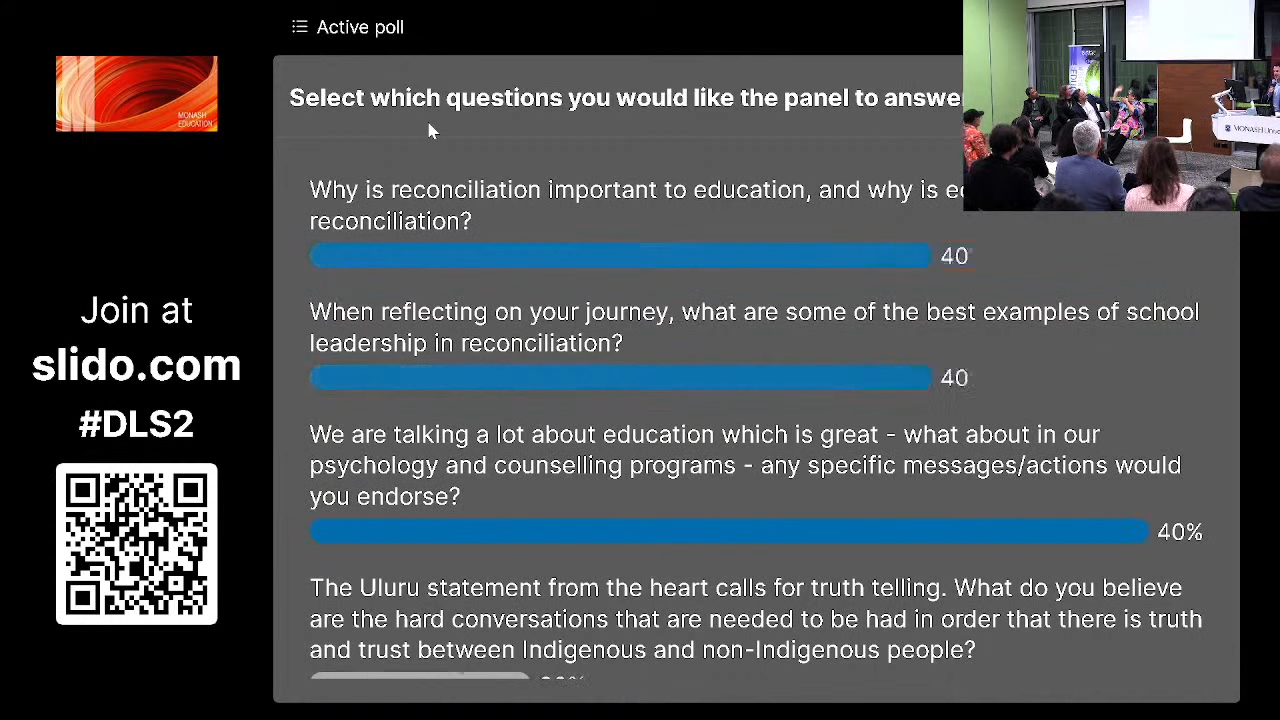 Active poll
MONASH
EDUCATION
Select which questions you would like the panel to answe
Why is reconciliation important to education, and why is
reconciliation?
40
When reflecting on your journey, what are some of the best examples of school
leadership in reconciliation?
40
We are talking a lot about education which is great - what about in our
psychology and counselling programs - any specific messages/actions would
you endorse?
40%
The Uluru statement from the heart calls for truth telling. What do you believe
are the hard conversations that are needed to be had in order that there is truth
and trust between Indigenous and non-Indigenous people?
Join at
slido.com
#DLS2
MONASH Unive